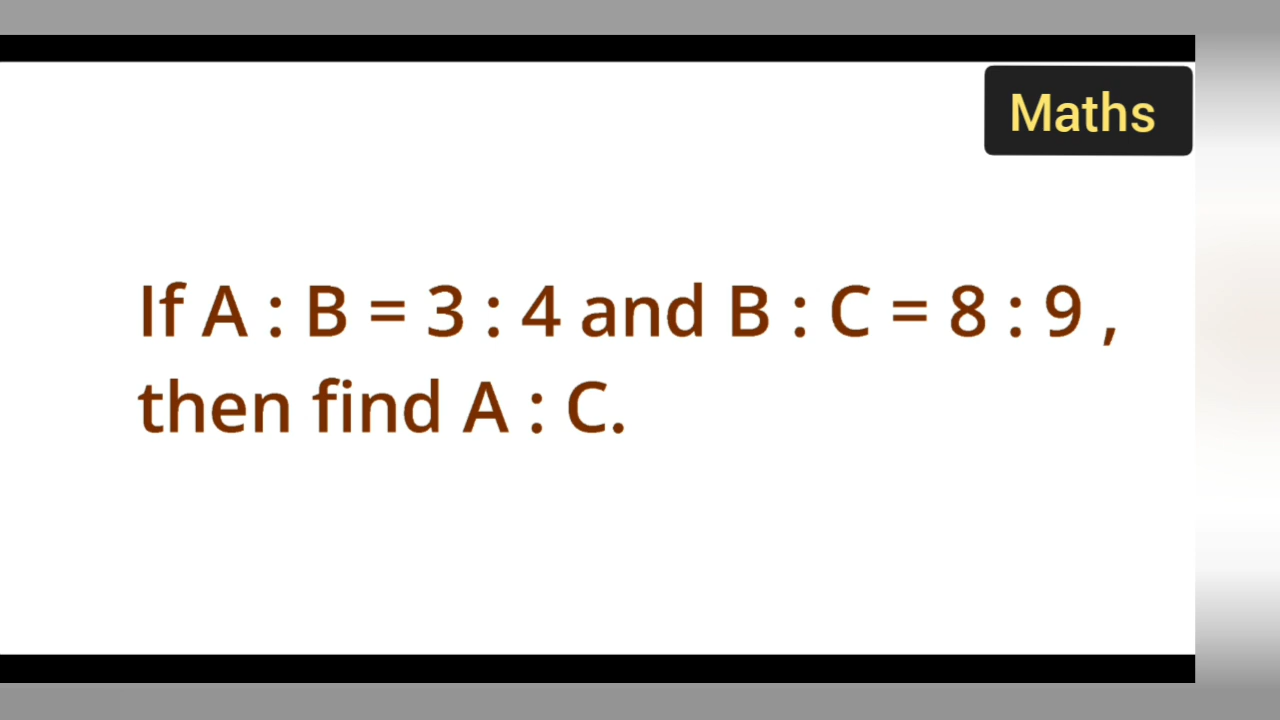 Maths
If A : B = 3 : 4 and B : C = 8 : 9 ,
then find A : C.